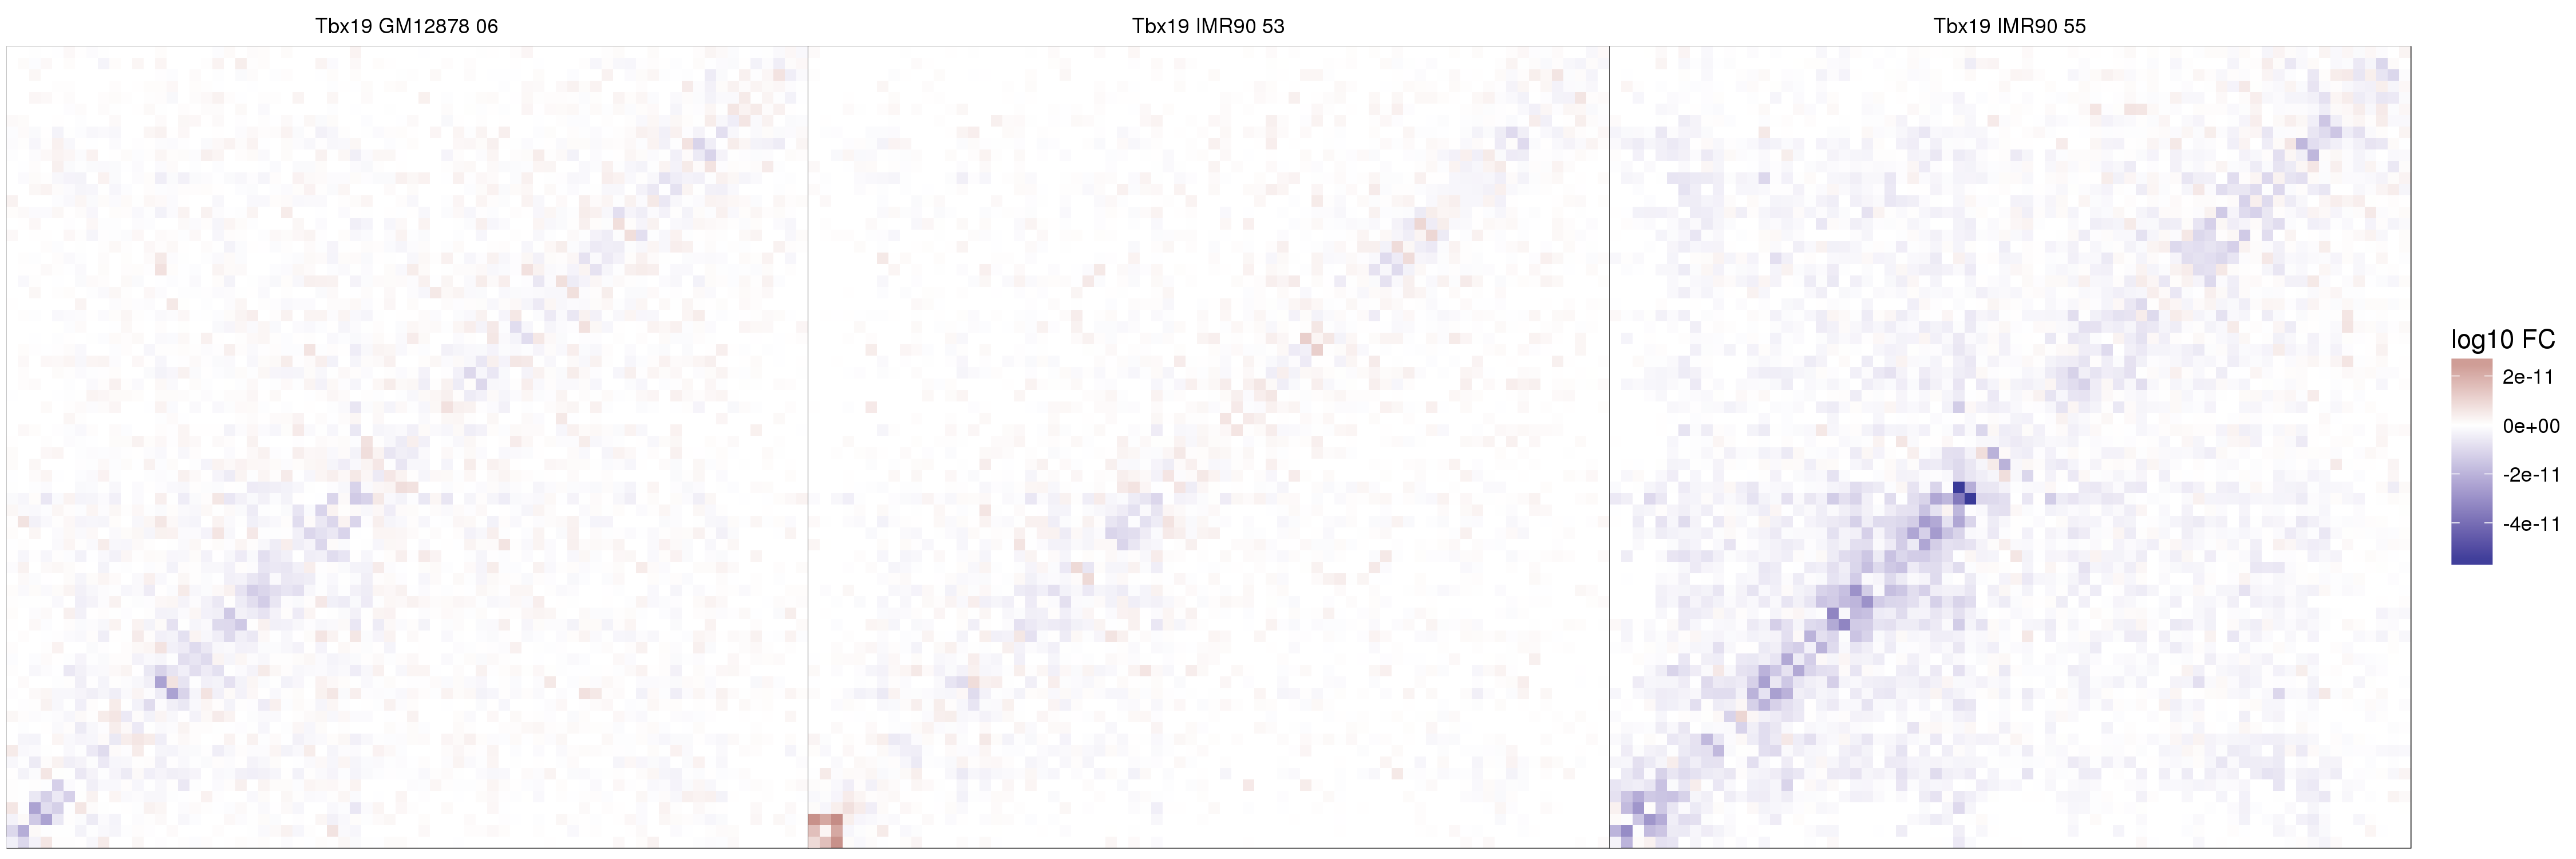 Tbx19 GM12878 06
Tbx19 IMR90 53
Tbx19 IMR90 55
log10 FC
2e-11
0e+00
-2e-11
-4e-11